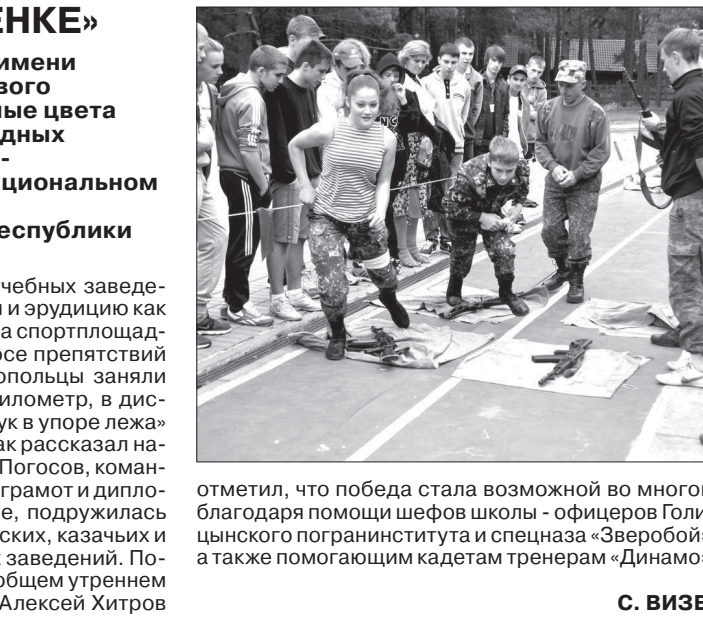 ЕНКЕ»
имени
вого
ные цвета
дных
-
циональном
еспублики
чебных заведе-
и и эрудицию как
а спортплощад-
осе препятствий
опольцы заняли
илометр, в дис-
ук в упоре лежа»
ак рассказал на-
Погосов, коман-
грамот и дипло-
е, подружилась
ских, казачьих и
х заведений. По-
общем утреннем
Алексей Хитров
отметил, что победа стала возможной во многом
благодаря помощи шефов школы - офицеров Голи
цынского погранинститута и спецназа «Зверобой»
а также помогающим кадетам тренерам «Динамо»
С. ВИЗЕ